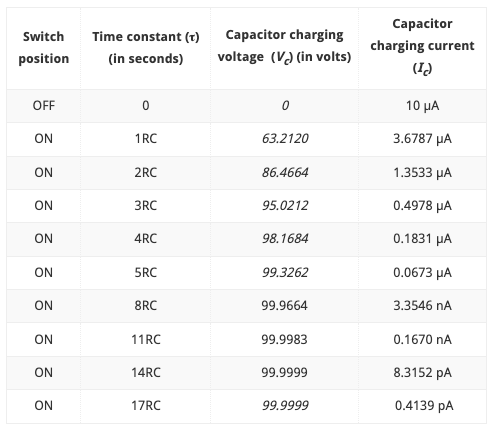 Switch position | Time constant (τ) (in seconds) | Capacitor charging voltage (Vc) (in volts) | Capacitor charging current (Ic)
OFF | 0 | 0 | 10 µA
ON | 1RC | 63.2120 | 3.6787 µA
ON | 2RC | 86.4664 | 1.3533 µA
ON | 3RC | 95.0212 | 0.4978 µA
ON | 4RC | 98.1684 | 0.1831 µA
ON | 5RC | 99.3262 | 0.0673 µA
ON | 8RC | 99.9664 | 3.3546 nA
ON | 11RC | 99.9983 | 0.1670 nA
ON | 14RC | 99.9999 | 8.3152 pA
ON | 17RC | 99.9999 | 0.4139 pA